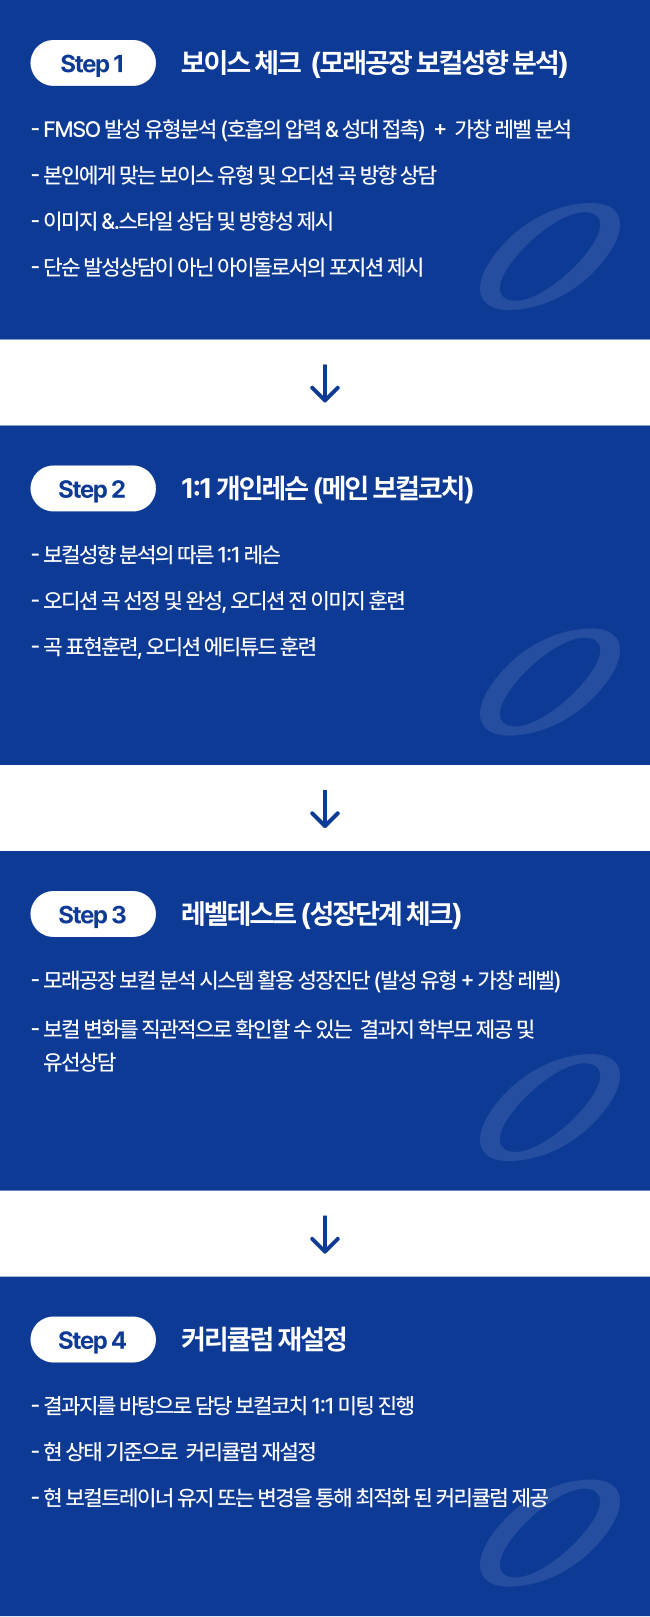 Step 1 보이스 체크 (모래공장 보컬성향 분석)
- FMSO 발성 유형분석 (호흡의 압력 & 성대 접촉) + 가창 레벨 분석
- 본인에게 맞는 보이스 유형 및 오디션 곡 방향 상담
- 이미지 &.스타일 상담 및 방향성 제시
- 단순 발성상담이 아닌 아이돌로서의 포지션 제시
Step 2 1:1 개인레슨 (메인 보컬코치)
- 보컬성향 분석의 따른 1:1 레슨
- 오디션 곡 선정 및 완성, 오디션 전 이미지 훈련
- 곡 표현훈련, 오디션 에티튜드 훈련
Step 3 레벨테스트 (성장단계 체크)
- 모래공장 보컬 분석 시스템 활용 성장진단 (발성 유형 + 가창 레벨)
- 보컬 변화를 직관적으로 확인할 수 있는 결과지 학부모 제공 및
유선상담
Step 4 커리큘럼 재설정
- 결과지를 바탕으로 담당 보컬코치 1:1 미팅 진행
- 현 상태 기준으로 커리큘럼 재설정
- 현 보컬트레이너 유지 또는 변경을 통해 최적화 된 커리큘럼 제공